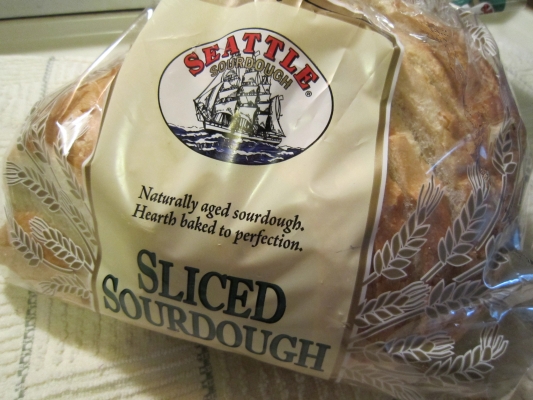 SEATTLE
SOURDOUGH
®
Naturally aged sourdough.
Hearth baked to perfection.
SLICED
SOURDOUGH